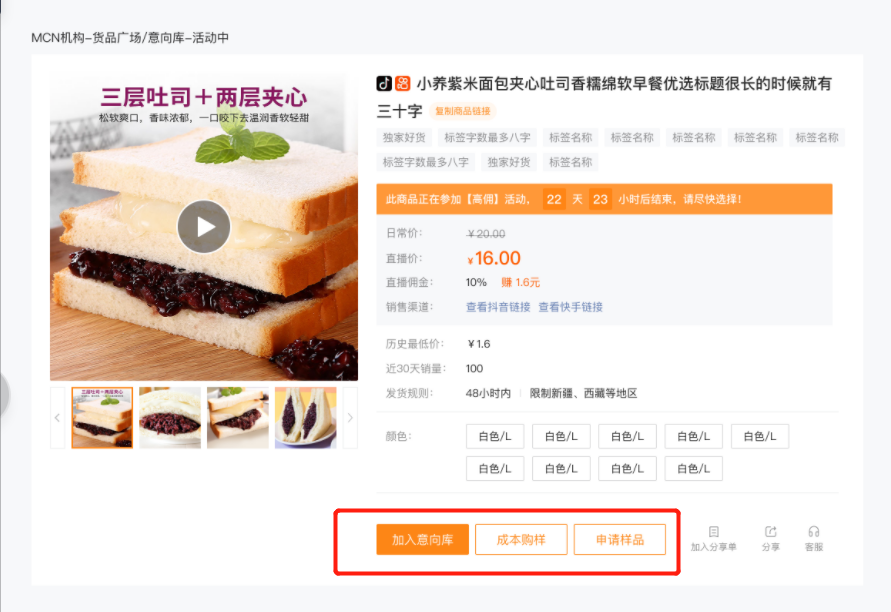 MCN机构-货品广场/意向库-活动中
三层吐司＋两层夹心
松软爽口，香味浓郁，一口咬下去温润香软轻甜
小养紫米面包夹心吐司香糯绵软早餐优选标题很长的时候就有
三十字 复制商品链接
独家好货 标签字数最多八字 标签名称 标签名称 标签名称 标签名称 标签名称
标签字数最多八字 独家好货 标签名称
此商品正在参加【高佣】活动， 22 天 23 小时后结束，请尽快选择！
日常价： ￥20.00
直播价： ￥16.00
直播佣金： 10% 赚 1.6元
销售渠道： 查看抖音链接 查看快手链接
历史最低价： ￥1.6
近30天销量： 100
发货规则： 48小时内 限制新疆、西藏等地区
三层吐司＋两层夹心
颜色： 白色/L 白色/L 白色/L 白色/L 白色/L
白色/L 白色/L 白色/L 白色/L
加入意向库 成本购样 申请样品 加入分享单 分享 客服